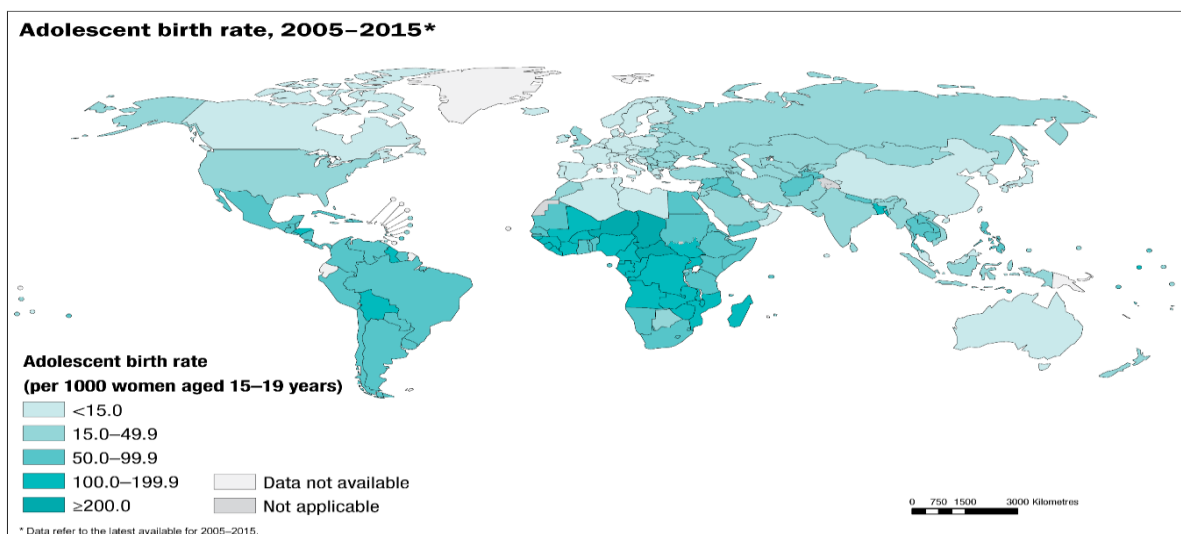 Adolescent birth rate, 2005–2015*
Adolescent birth rate
(per 1000 women aged 15–19 years)
<15.0
15.0–49.9
50.0–99.9
100.0–199.9
≥200.0
Data not available
Not applicable
0 750 1500 3000 Kilometres
* Data refer to the latest available for 2005–2015.